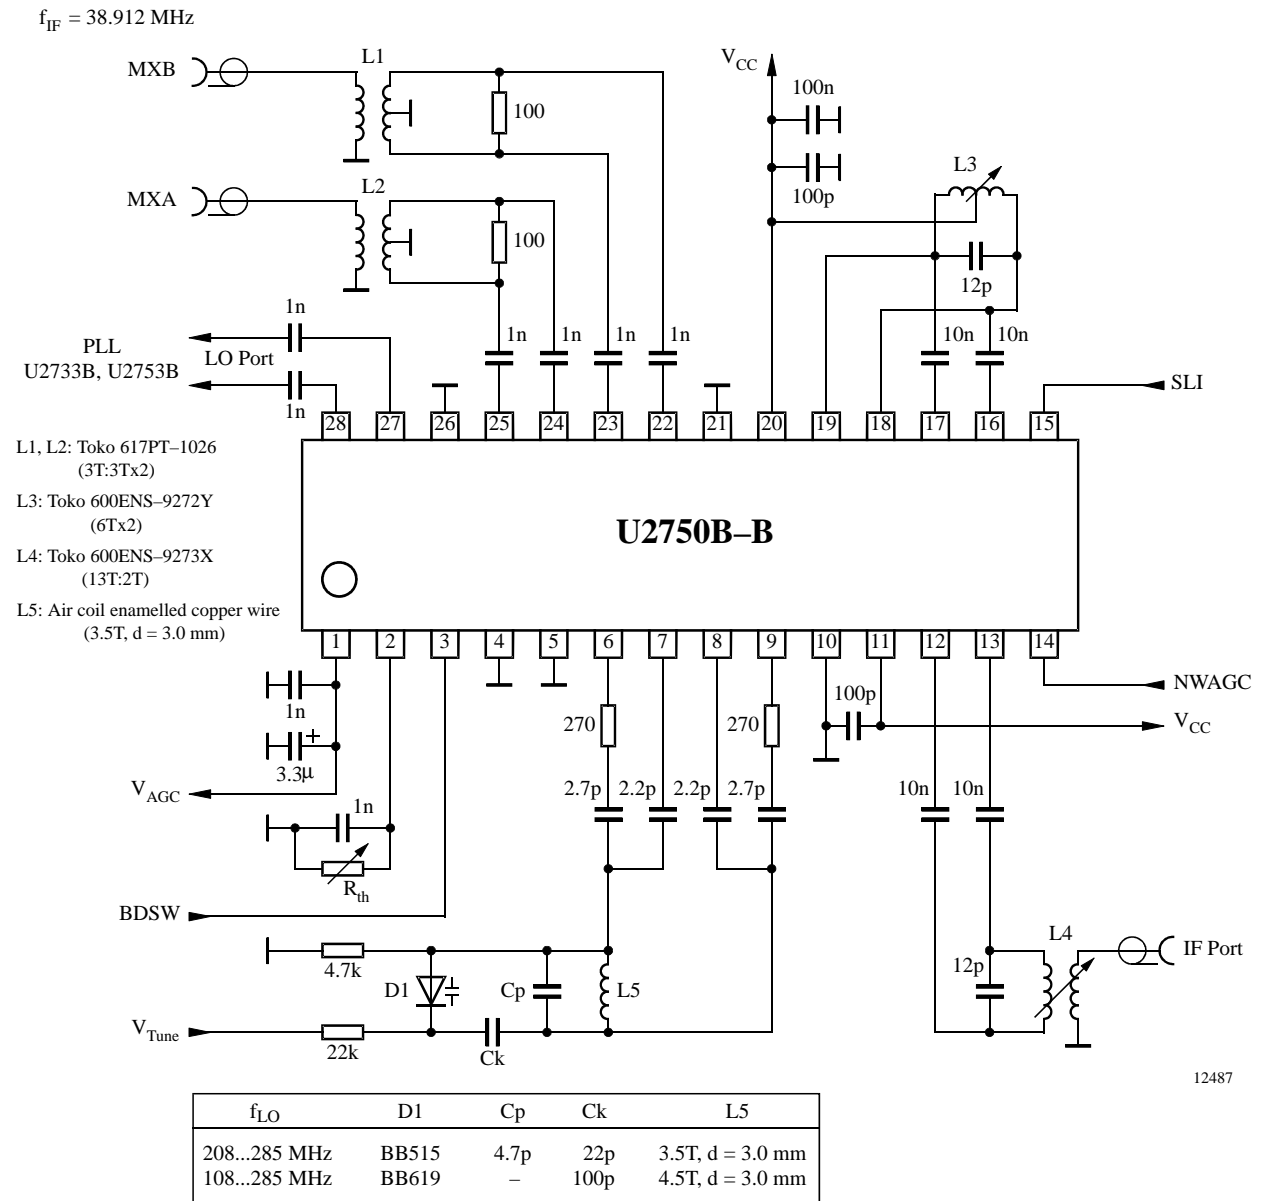 f_IF = 38.912 MHz
MXB
L1
100
V_CC
100n
100p
L3
12p
MXA
L2
100
1n
LO Port
1n
PLL
U2733B, U2753B
1n 1n 1n 1n
10n 10n
SLI
28 27 26 25 24 23 22 21 20 19 18 17 16 15
L1, L2: Toko 617PT–1026
(3T:3Tx2)
L3: Toko 600ENS–9272Y
(6Tx2)
L4: Toko 600ENS–9273X
(13T:2T)
L5: Air coil enamelled copper wire
(3.5T, d = 3.0 mm)
U2750B–B
1 2 3 4 5 6 7 8 9 10 11 12 13 14
1n
+
3.3µ
V_AGC
1n
R_th
BDSW
270
270
100p
NWAGC
V_CC
2.7p 2.2p 2.2p 2.7p
10n 10n
4.7k
D1
Cp
L5
V_Tune
22k
Ck
12p
L4
IF Port
12487
f_LO D1 Cp Ck L5
208...285 MHz BB515 4.7p 22p 3.5T, d = 3.0 mm
108...285 MHz BB619 – 100p 4.5T, d = 3.0 mm